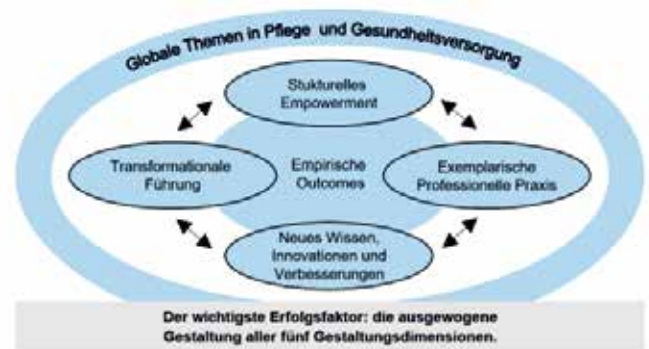 Globale Themen in Pflege und Gesundheitsversorgung
Stukturelles
Empowerment
Transformationale
Führung
Empirische
Outcomes
Exemplarische
Professionelle Praxis
Neues Wissen,
Innovationen und
Verbesserungen
Der wichtigste Erfolgsfaktor: die ausgewogene
Gestaltung aller fünf Gestaltungsdimensionen.